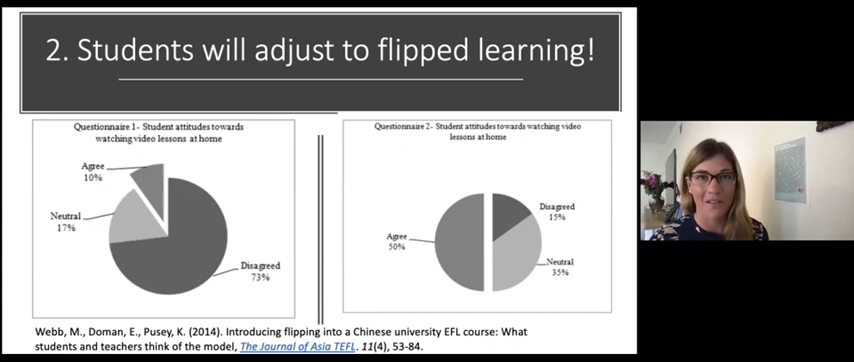 2. Students will adjust to flipped learning!
Questionnaire 1- Student attitudes towards
watching video lessons at home
Agree
10%
Neutral
17%
Disagreed
73%
Questionnaire 2- Student attitudes towards watching video
lessons at home
Disagreed
15%
Agree
50%
Neutral
35%
Webb, M., Doman, E., Pusey, K. (2014). Introducing flipping into a Chinese university EFL course: What
students and teachers think of the model, The Journal of Asia TEFL. 11(4), 53-84.